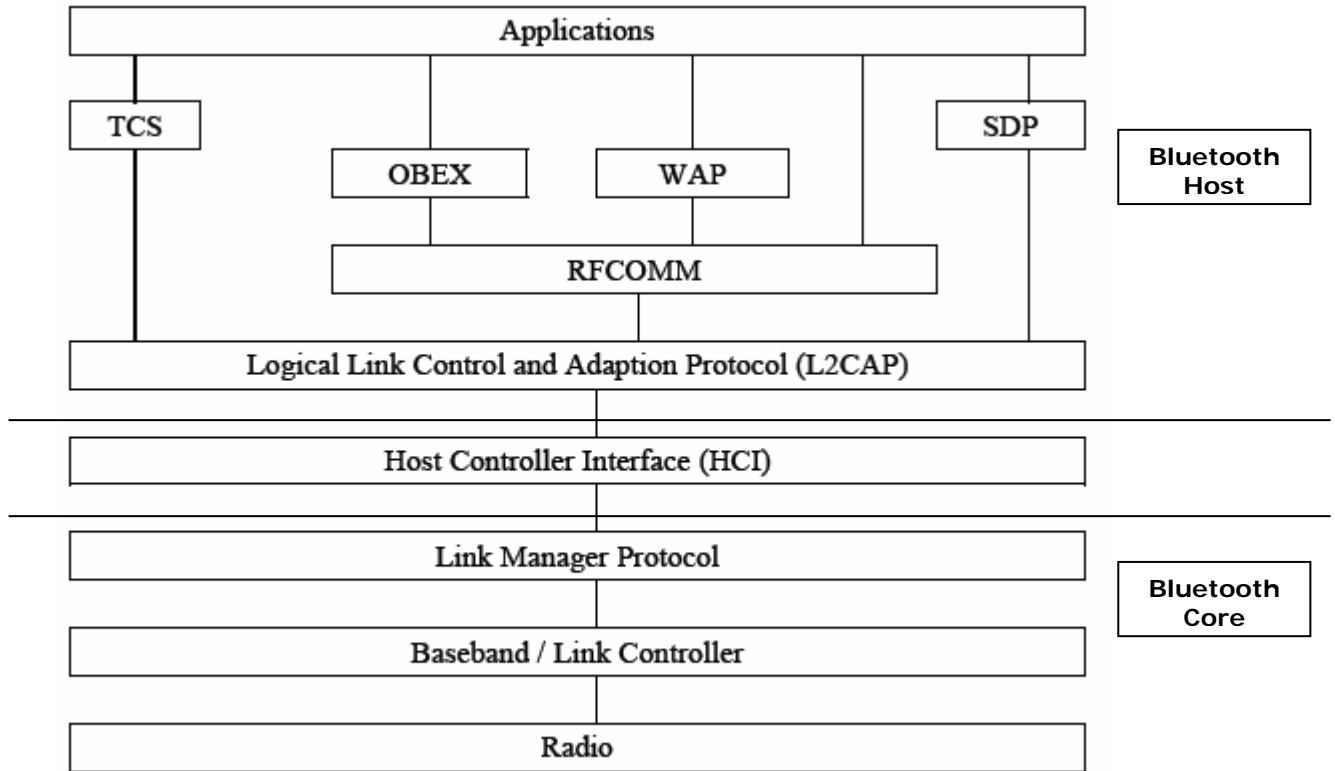 Applications
TCS
SDP
Bluetooth
Host
OBEX
WAP
RFCOMM
Logical Link Control and Adaption Protocol (L2CAP)
Host Controller Interface (HCI)
Link Manager Protocol
Bluetooth
Core
Baseband / Link Controller
Radio